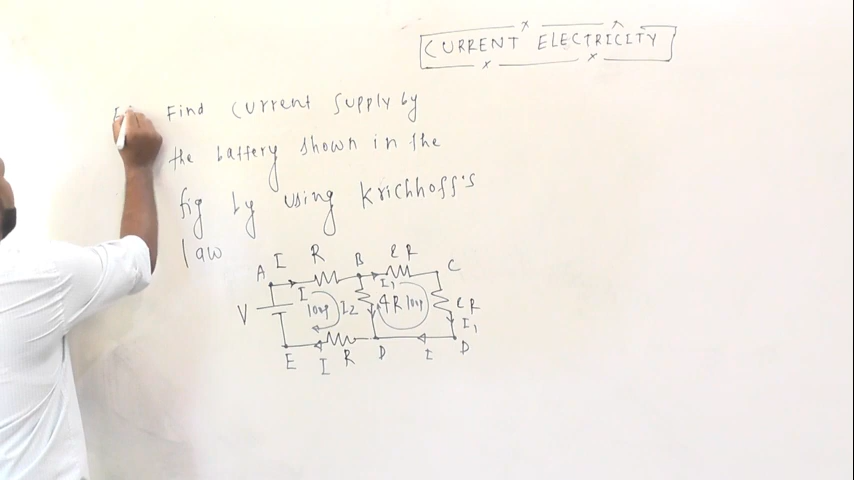 CURRENT ELECTRICITY
Find current supply by
the battery shown in the
fig by using Krichhoff's
law
A I R B 2R C
I I1
V loop I2 4R loop 2R
I1
E I R D I D